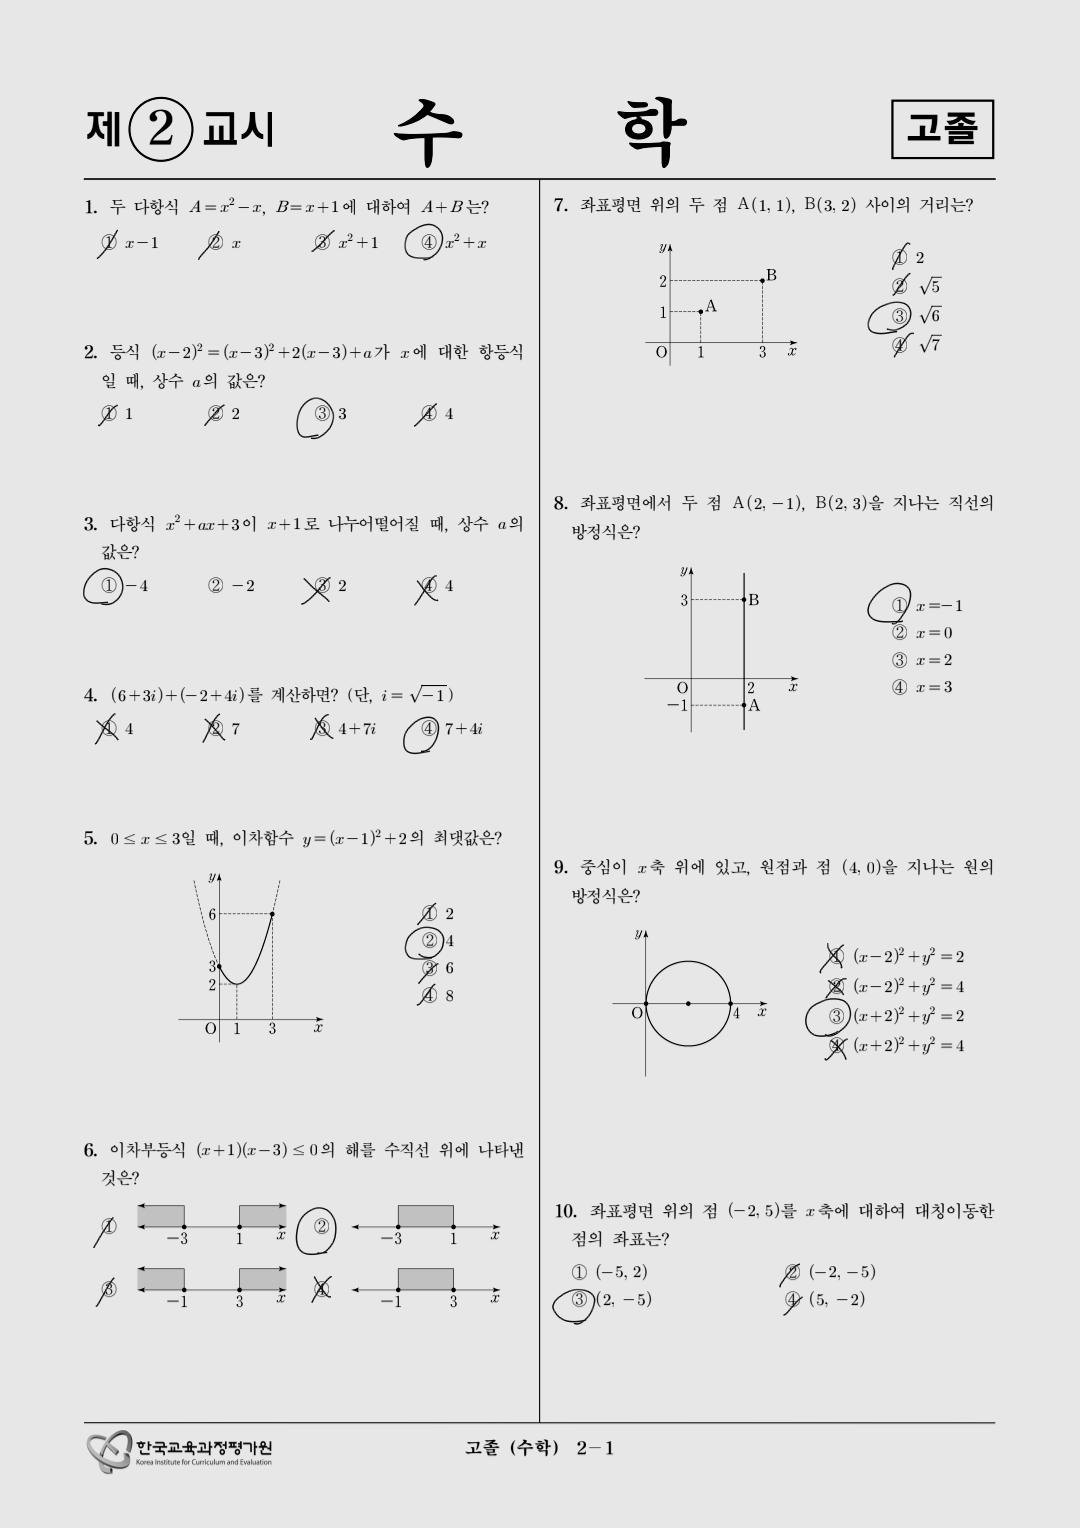 제 ② 교시 수 학 고졸
1. 두 다항식 A=x²-x, B=x+1에 대하여 A+B는?
① x-1 ② x ③ x²+1 ④ x²+x
2. 등식 (x-2)²=(x-3)²+2(x-3)+a가 x에 대한 항등식
일 때, 상수 a의 값은?
① 1 ② 2 ③ 3 ④ 4
3. 다항식 x²+ax+3이 x+1로 나누어떨어질 때, 상수 a의
값은?
① -4 ② -2 ③ 2 ④ 4
4. (6+3i)+(-2+4i)를 계산하면? (단, i=√-1)
① 4 ② 7 ③ 4+7i ④ 7+4i
5. 0≤x≤3일 때, 이차함수 y=(x-1)²+2의 최댓값은?
y
6
3
2
O 1 3 x
① 2
② 4
③ 6
④ 8
6. 이차부등식 (x+1)(x-3)≤0의 해를 수직선 위에 나타낸
것은?
① -3 1 x ② -3 1 x
③ -1 3 x ④ -1 3 x
7. 좌표평면 위의 두 점 A(1, 1), B(3, 2) 사이의 거리는?
y
2 B
1 A
O 1 3 x
① 2
② √5
③ √6
④ √7
8. 좌표평면에서 두 점 A(2, -1), B(2, 3)을 지나는 직선의
방정식은?
y
3 B
O 2 x
-1 A
① x=-1
② x=0
③ x=2
④ x=3
9. 중심이 x축 위에 있고, 원점과 점 (4, 0)을 지나는 원의
방정식은?
y
O 4 x
① (x-2)²+y²=2
② (x-2)²+y²=4
③ (x+2)²+y²=2
④ (x+2)²+y²=4
10. 좌표평면 위의 점 (-2, 5)를 x축에 대하여 대칭이동한
점의 좌표는?
① (-5, 2) ② (-2, -5)
③ (2, -5) ④ (5, -2)
한국교육과정평가원
Korea Institute for Curriculum and Evaluation
고졸 (수학) 2-1